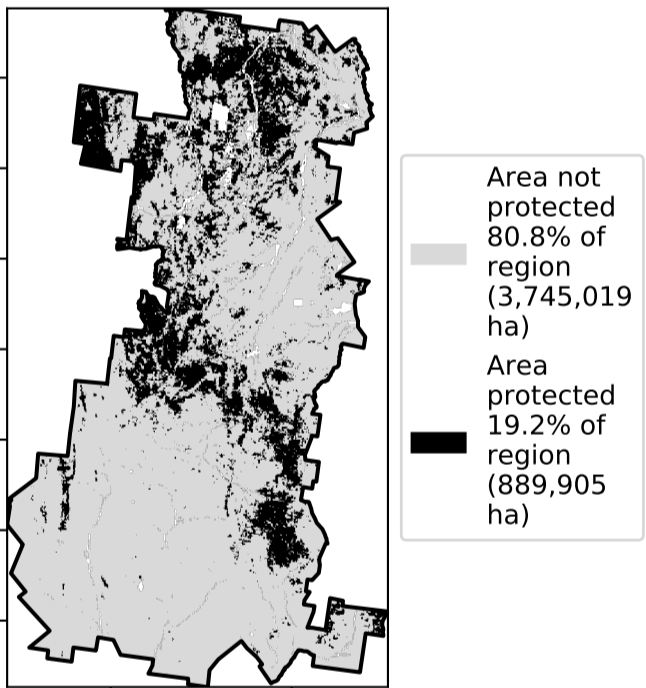 Area not
protected
80.8% of
region
(3,745,019
ha)
Area
protected
19.2% of
region
(889,905
ha)